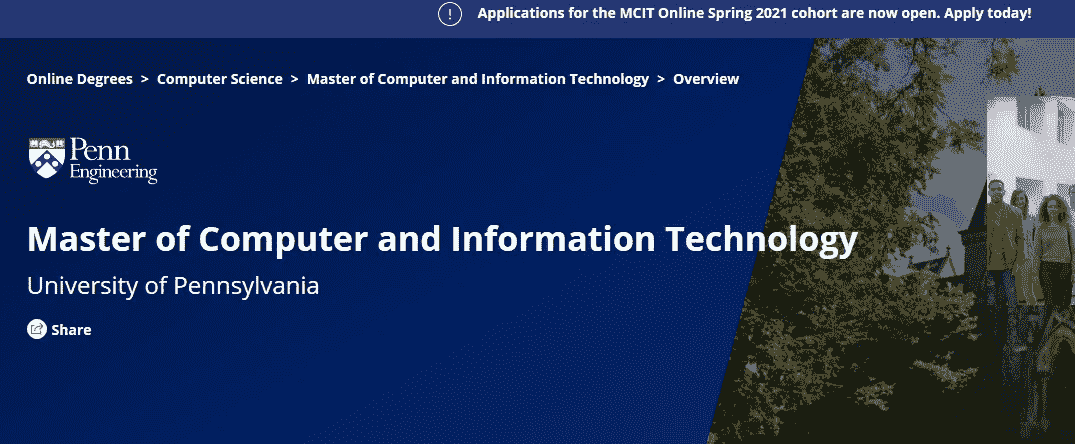 Applications for the MCIT Online Spring 2021 cohort are now open. Apply today!
Online Degrees > Computer Science > Master of Computer and Information Technology > Overview
Penn
Engineering
Master of Computer and Information Technology
University of Pennsylvania
Share